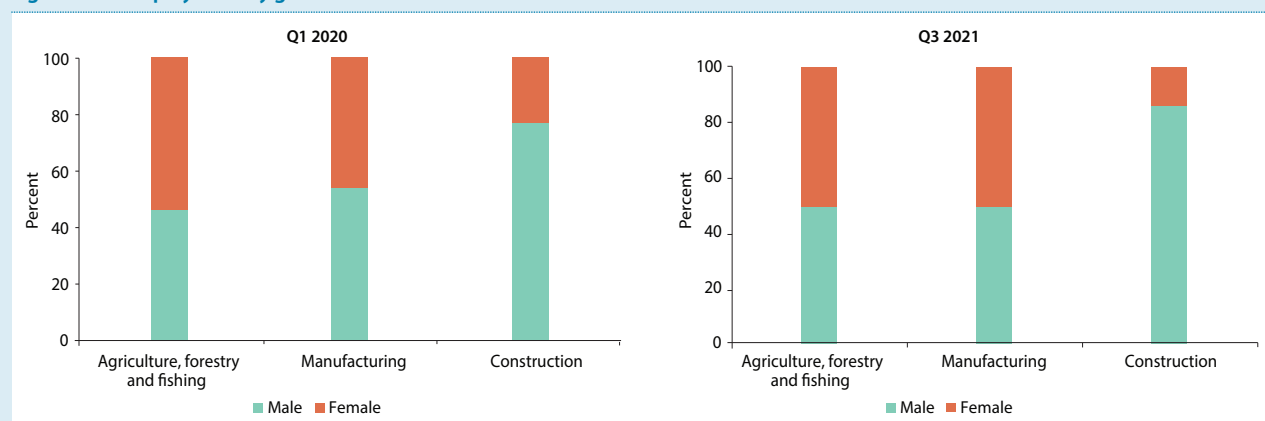 Q1 2020
Percent
100
80
60
40
20
0
Agriculture, forestry
and fishing
Manufacturing
Construction
Male
Female
Q3 2021
Percent
100
80
60
40
20
0
Agriculture, forestry
and fishing
Manufacturing
Construction
Male
Female